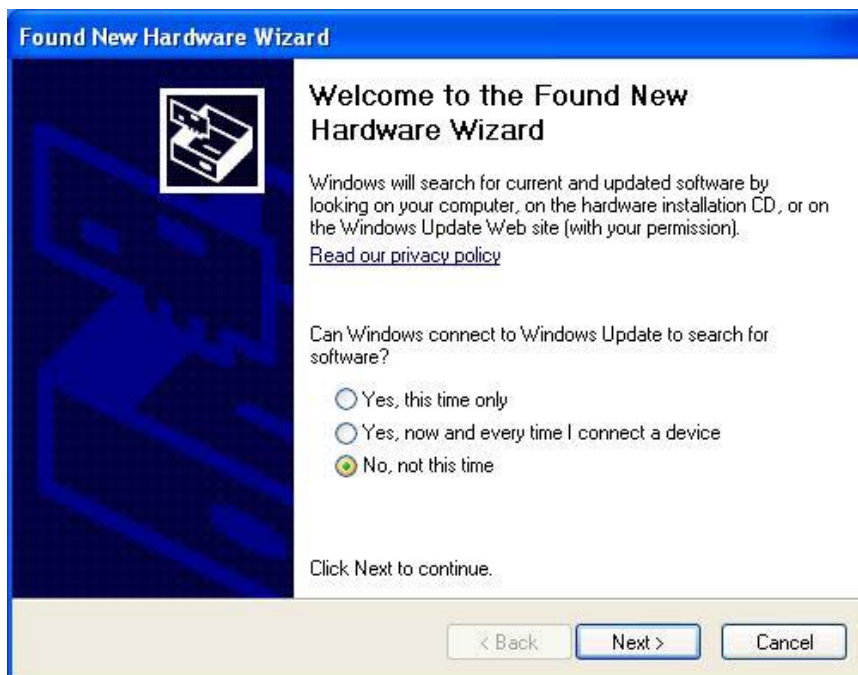 Found New Hardware Wizard
Welcome to the Found New
Hardware Wizard
Windows will search for current and updated software by
looking on your computer, on the hardware installation CD, or on
the Windows Update Web site (with your permission).
Read our privacy policy
Can Windows connect to Windows Update to search for
software?
Yes, this time only
Yes, now and every time I connect a device
No, not this time
Click Next to continue.
< Back Next > Cancel